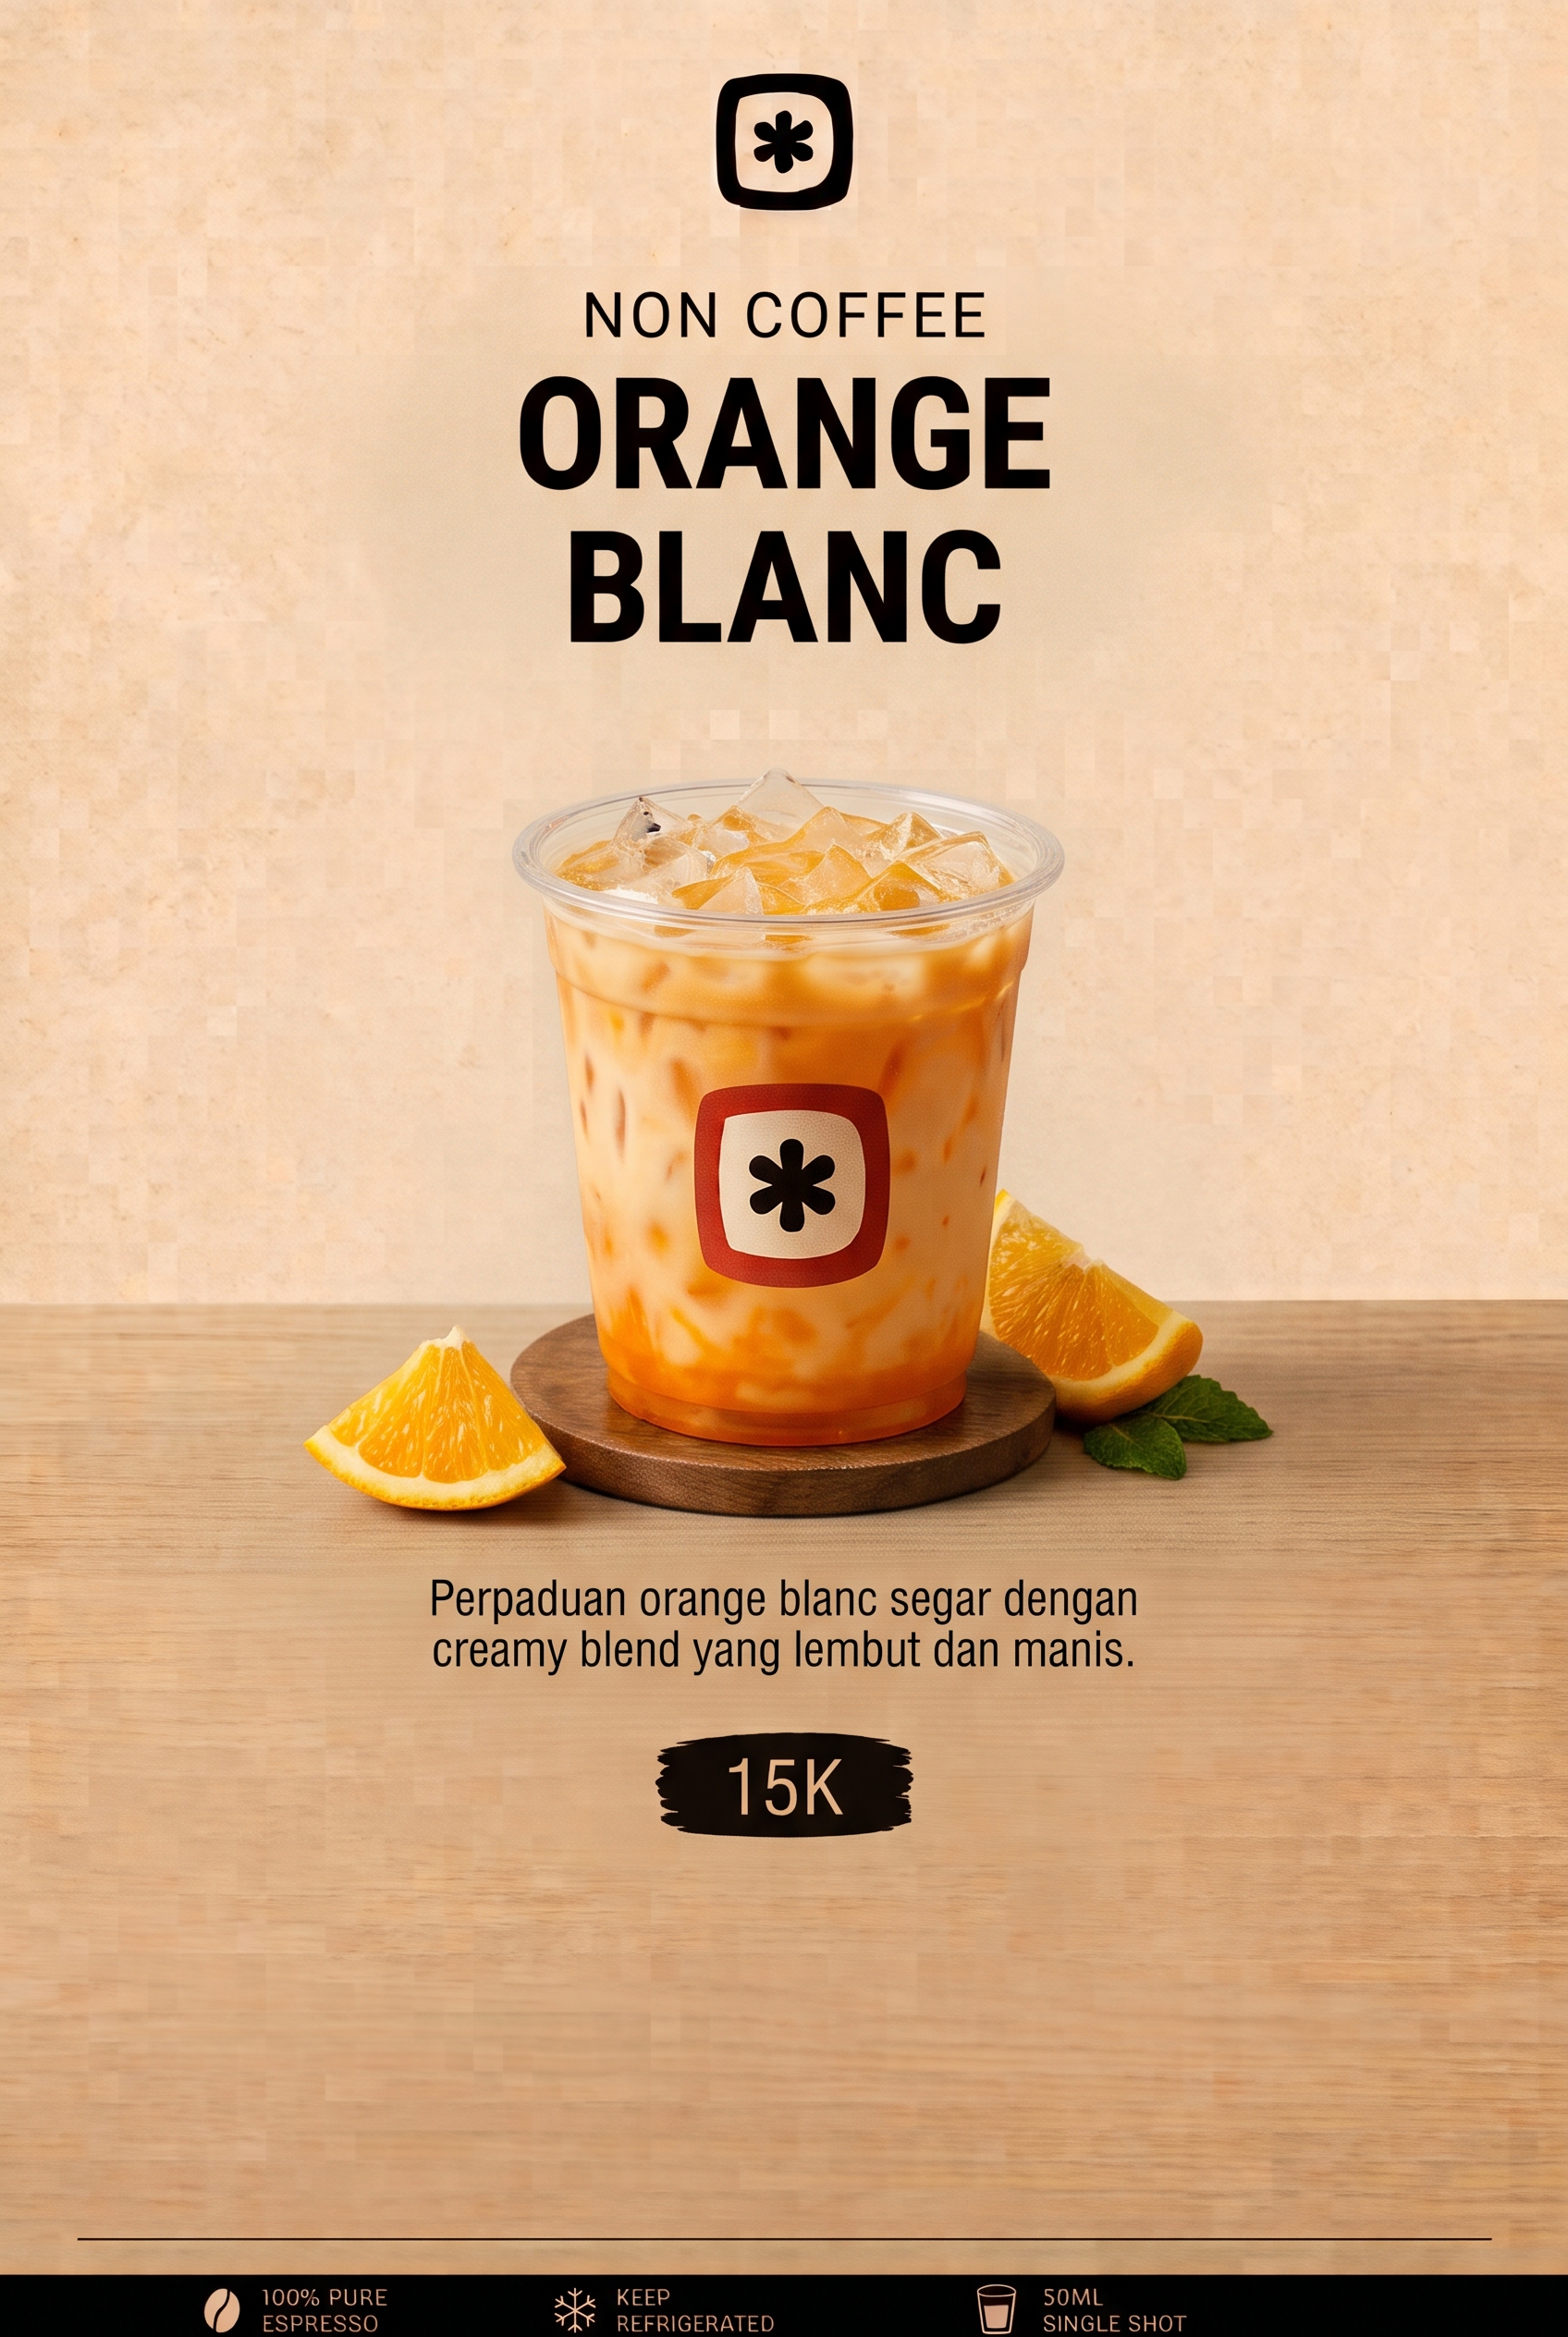 NON COFFEE
ORANGE
BLANC
Perpaduan orange blanc segar dengan
creamy blend yang lembut dan manis.
15K
100% PURE
ESPRESSO
KEEP
REFRIGERATED
50ML
SINGLE SHOT